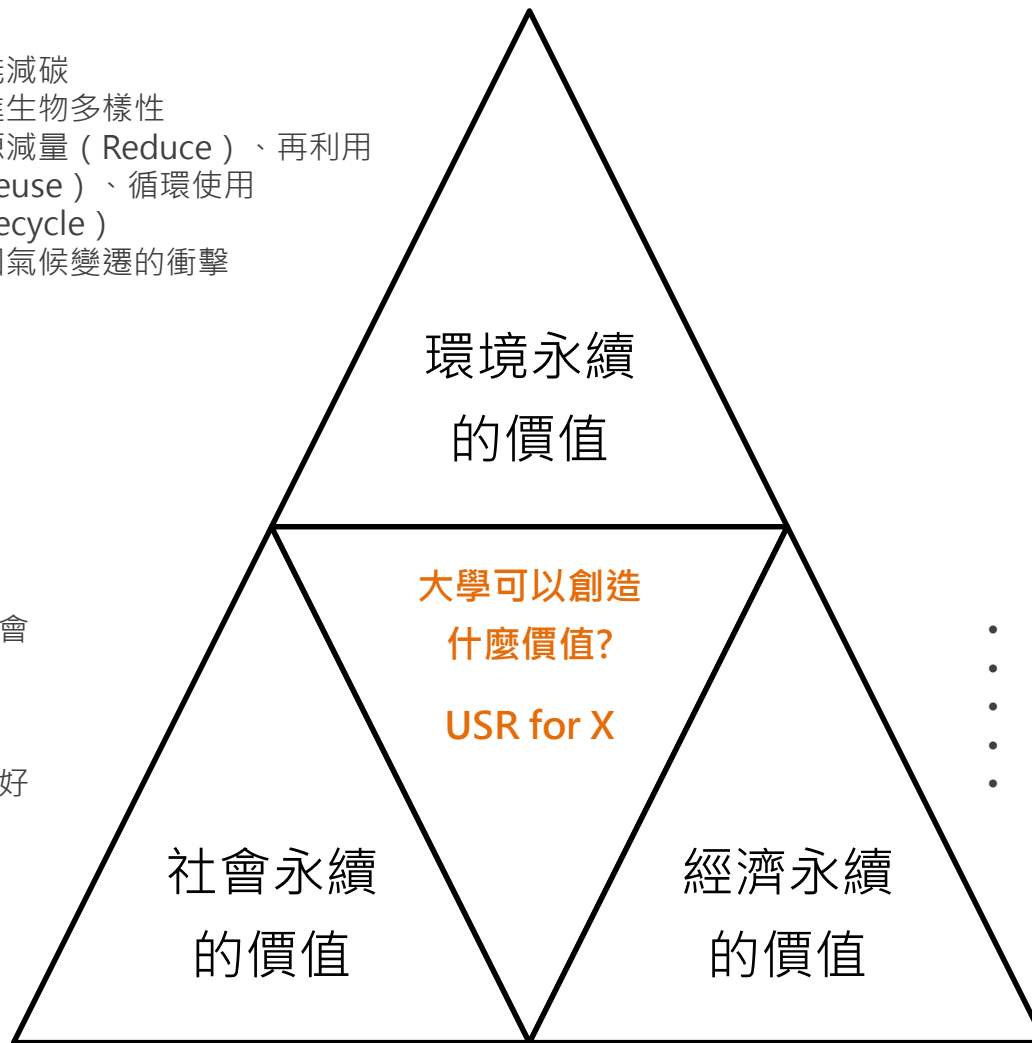 減碳
生物多樣性
減量（Reduce）、再利用
euse）、循環使用
ecycle）
氣候變遷的衝擊
環境永續
的價值
大學可以創造
什麼價值?
USR for X
會
好
社會永續
的價值
經濟永續
的價值
•
•
•
•
•